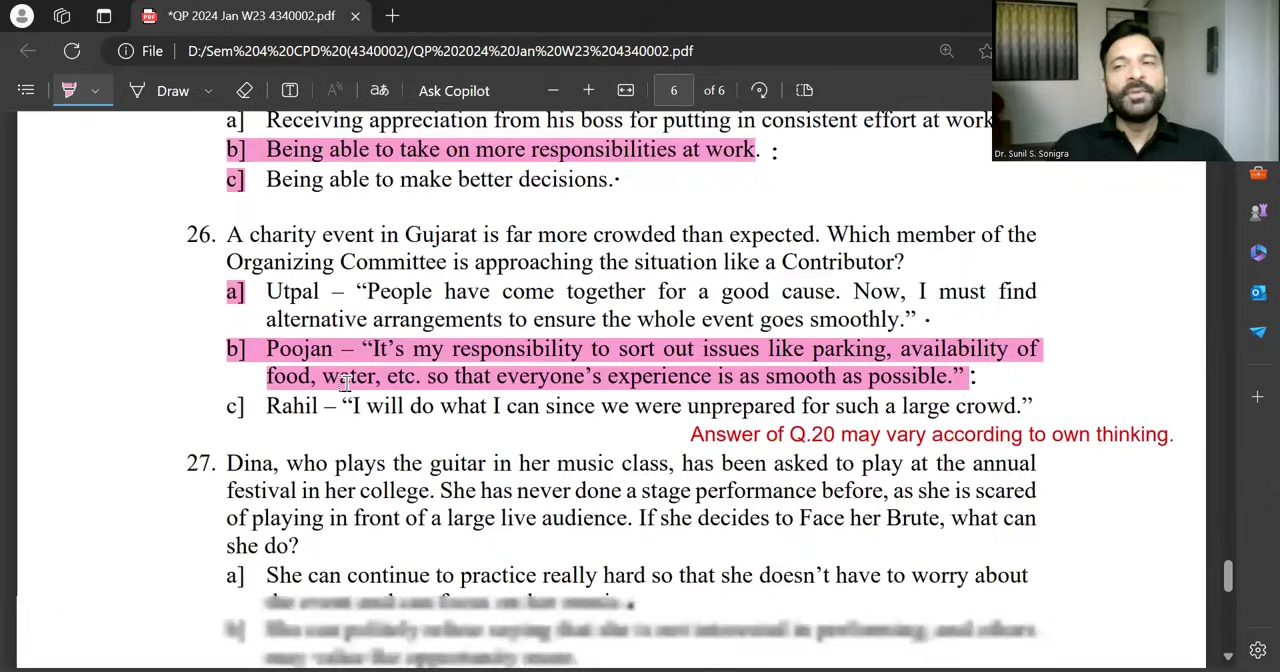 *QP 2024 Jan W23 4340002.pdf
File D:/Sem%204%20CPD%20(4340002)/QP%202024%20Jan%20W23%204340002.pdf
Draw aあ Ask Copilot 6 of 6
Dr. Sunil S. Sonigra
a] Receiving appreciation from his boss for putting in consistent effort at work
b] Being able to take on more responsibilities at work. :
c] Being able to make better decisions.·
26. A charity event in Gujarat is far more crowded than expected. Which member of the
Organizing Committee is approaching the situation like a Contributor?
a] Utpal – “People have come together for a good cause. Now, I must find
alternative arrangements to ensure the whole event goes smoothly.” ·
b] Poojan – “It’s my responsibility to sort out issues like parking, availability of
food, water, etc. so that everyone’s experience is as smooth as possible.” :
c] Rahil – “I will do what I can since we were unprepared for such a large crowd.”
Answer of Q.20 may vary according to own thinking.
27. Dina, who plays the guitar in her music class, has been asked to play at the annual
festival in her college. She has never done a stage performance before, as she is scared
of playing in front of a large live audience. If she decides to Face her Brute, what can
she do?
a] She can continue to practice really hard so that she doesn’t have to worry about